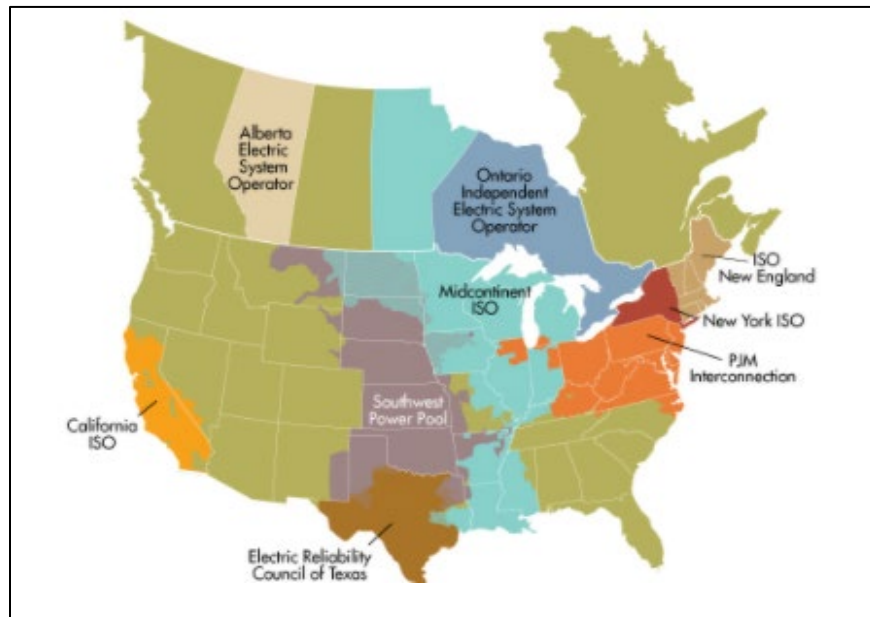 Alberta
Electric
System
Operator
Ontario
Independent
Electric System
Operator
ISO
New England
Midcontinent
ISO
New York ISO
PJM
Interconnection
Southwest
Power Pool
California
ISO
Electric Reliability
Council of Texas